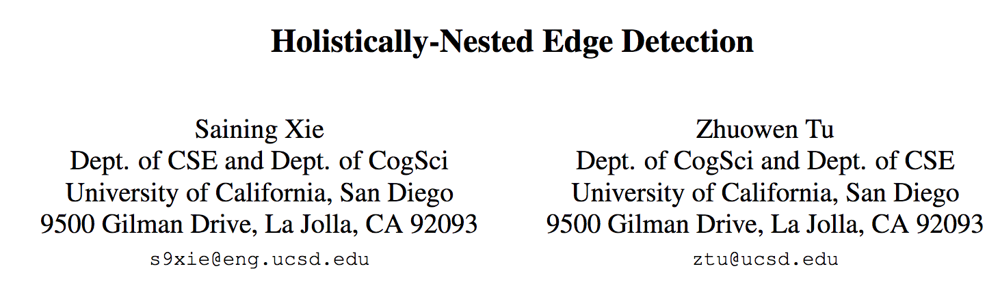 Holistically-Nested Edge Detection
Saining Xie
Dept. of CSE and Dept. of CogSci
University of California, San Diego
9500 Gilman Drive, La Jolla, CA 92093
s9xie@eng.ucsd.edu
Zhuowen Tu
Dept. of CogSci and Dept. of CSE
University of California, San Diego
9500 Gilman Drive, La Jolla, CA 92093
ztu@ucsd.edu